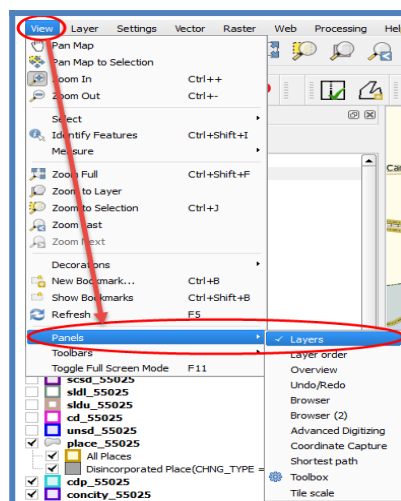 View Layer Settings Vector Raster Web Processing Help
Pan Map
Pan Map to Selection
Zoom In Ctrl++
Zoom Out Ctrl+-
Select
Identify Features Ctrl+Shift+I
Measure
Zoom Full Ctrl+Shift+F
Zoom to Layer
Zoom to Selection Ctrl+J
Zoom Last
Zoom Next
Decorations
New Bookmark... Ctrl+B
Show Bookmarks Ctrl+Shift+B
Refresh F5
Panels
Toolbars
Toggle Full Screen Mode F11
Layers
Layer order
Overview
Undo/Redo
Browser
Browser (2)
Advanced Digitizing
Coordinate Capture
Shortest path
Toolbox
Tile scale
scsd_55025
sldl_55025
sldu_55025
cd_55025
unsd_55025
place_55025
All Places
Disincorporated Place(CHNG_TYPE =
cdp_55025
concity_55025